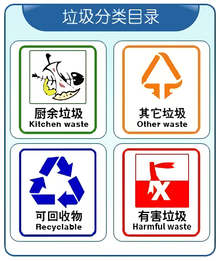 垃圾分类目录
厨余垃圾
Kitchen waste
其它垃圾
Other waste
可回收物
Recyclable
有害垃圾
Harmful waste